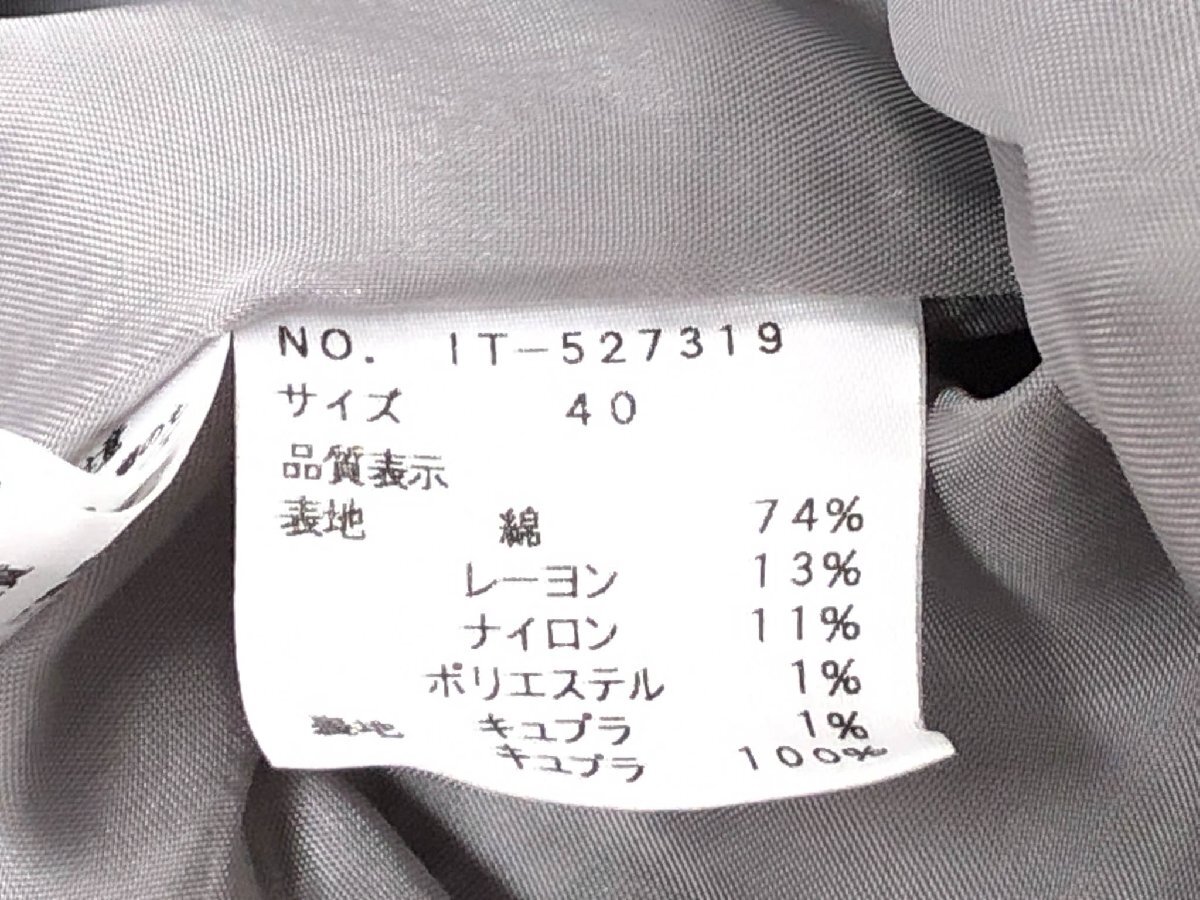 NO. IT-527319
サイズ 40
品質表示
表地 綿 74%
レーヨン 13%
ナイロン 11%
ポリエステル 1%
キュプラ 1%
キュプラ 100%